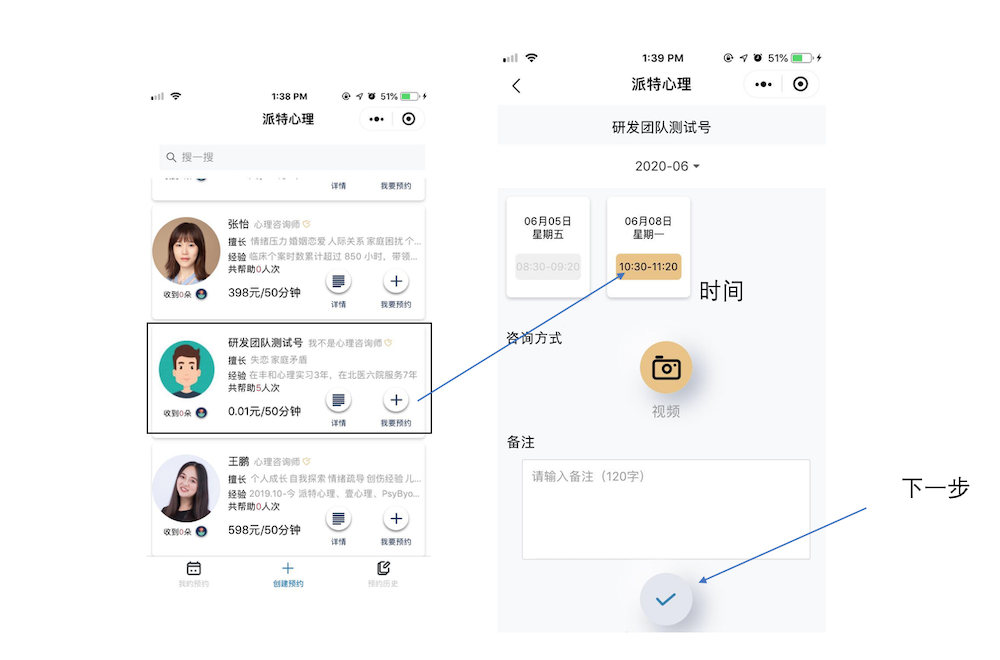 1:38 PM
51%
派特心理
搜一搜
详情
我要预约
张怡 心理咨询师
擅长 情绪压力 婚姻恋爱 人际关系 家庭困扰 个...
经验 临床个案时数累计超过 850 小时，带领...
共帮助0人次
收到0朵
398元/50分钟
详情
我要预约
研发团队测试号 我不是心理咨询师
擅长 失恋 家庭矛盾
经验 在丰和心理实习3年，在北医六院服务7年
共帮助5人次
收到0朵
0.01元/50分钟
详情
我要预约
王鹏 心理咨询师
擅长 个人成长 自我探索 情绪疏导 创伤经验 儿...
经验 2019.10-今 派特心理、壹心理、PsyByo...
共帮助0人次
收到0朵
598元/50分钟
详情
我要预约
我的预约
创建预约
预约历史
1:39 PM
51%
派特心理
研发团队测试号
2020-06
06月05日
星期五
08:30-09:20
06月08日
星期一
10:30-11:20
时间
咨询方式
视频
备注
请输入备注（120字）
下一步